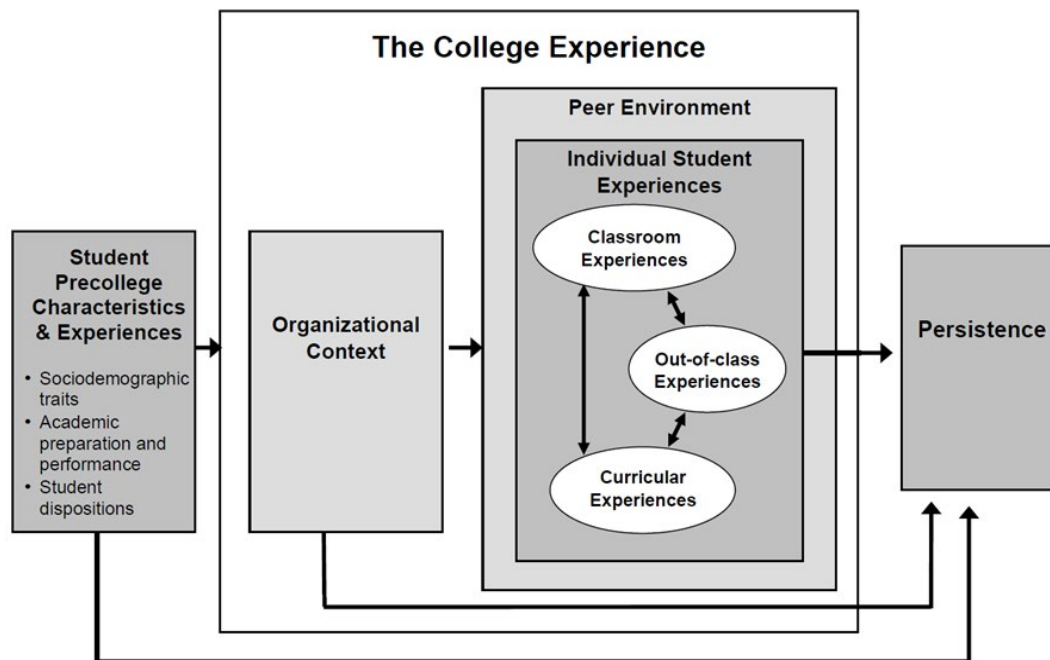 The College Experience
Peer Environment
Individual Student
Experiences
Classroom
Experiences
Student
Precollege
Characteristics
& Experiences
• Sociodemographic
traits
• Academic
preparation and
performance
• Student
dispositions
Organizational
Context
Out-of-class
Experiences
Curricular
Experiences
Persistence